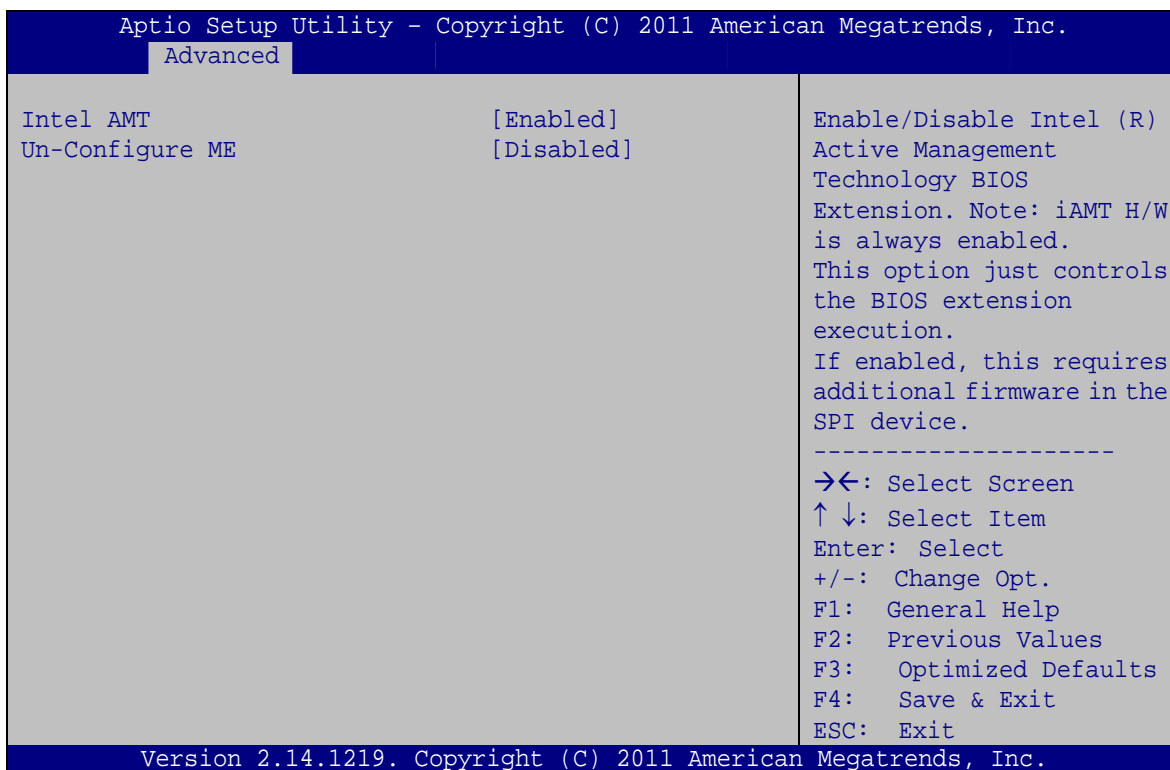 Aptio Setup Utility – Copyright (C) 2011 American Megatrends, Inc.
Advanced
Intel AMT [Enabled]
Un-Configure ME [Disabled]
Enable/Disable Intel (R)
Active Management
Technology BIOS
Extension. Note: iAMT H/W
is always enabled.
This option just controls
the BIOS extension
execution.
If enabled, this requires
additional firmware in the
SPI device.
---------------------
→←: Select Screen
↑ ↓: Select Item
Enter: Select
+/-: Change Opt.
F1: General Help
F2: Previous Values
F3: Optimized Defaults
F4: Save & Exit
ESC: Exit
Version 2.14.1219. Copyright (C) 2011 American Megatrends, Inc.